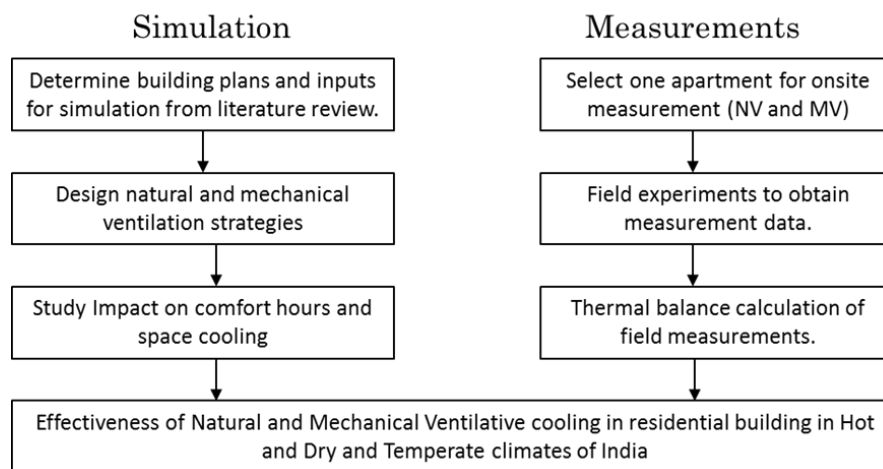 Simulation
Determine building plans and inputs
for simulation from literature review.
Design natural and mechanical
ventilation strategies
Study Impact on comfort hours and
space cooling
Measurements
Select one apartment for onsite
measurement (NV and MV)
Field experiments to obtain
measurement data.
Thermal balance calculation of
field measurements.
Effectiveness of Natural and Mechanical Ventilative cooling in residential building in Hot
and Dry and Temperate climates of India